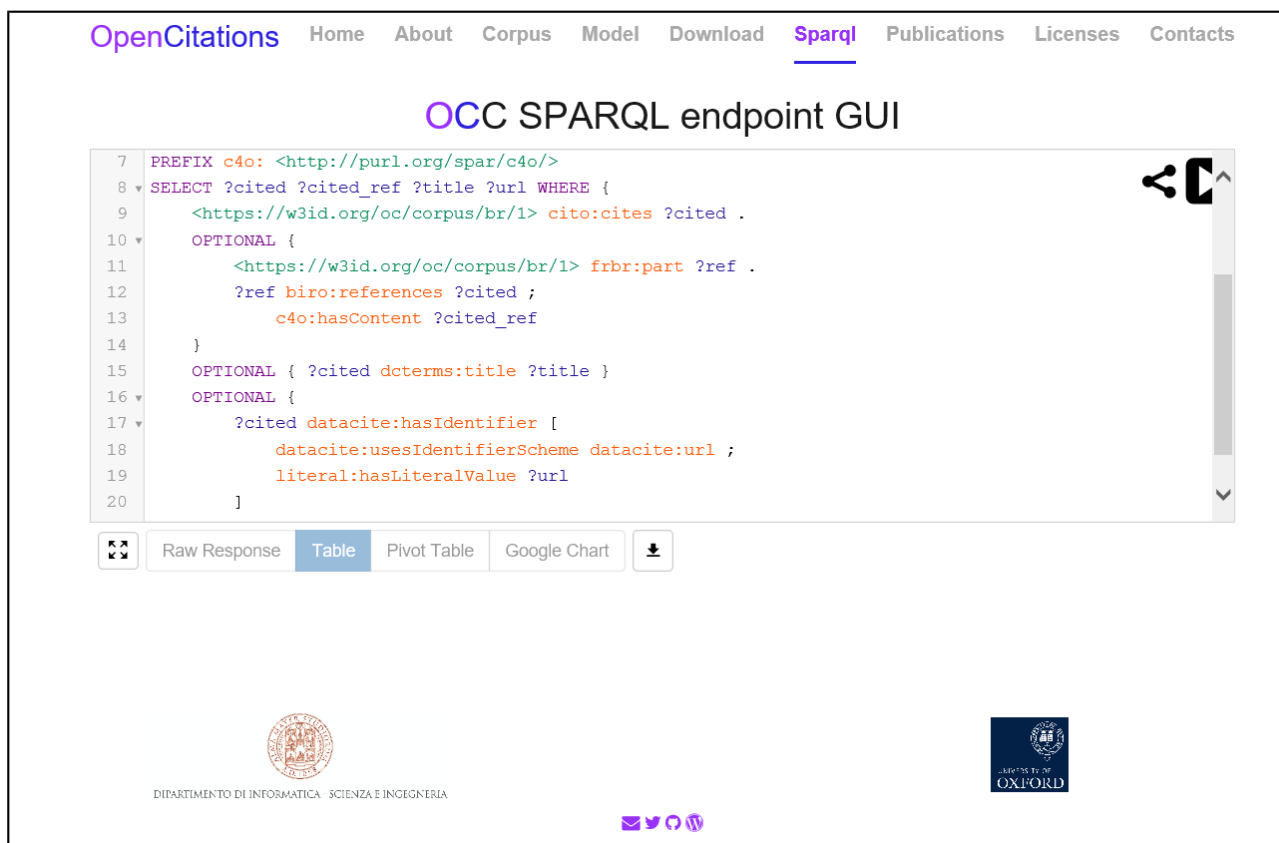 OpenCitations Home About Corpus Model Download Sparql Publications Licenses Contacts
OCC SPARQL endpoint GUI
7 PREFIX c4o: <http://purl.org/spar/c4o/>
8 SELECT ?cited ?cited_ref ?title ?url WHERE {
9 <https://w3id.org/oc/corpus/br/1> cito:cites ?cited .
10 OPTIONAL {
11 <https://w3id.org/oc/corpus/br/1> frbr:part ?ref .
12 ?ref biro:references ?cited ;
13 c4o:hasContent ?cited_ref
14 }
15 OPTIONAL { ?cited dcterms:title ?title }
16 OPTIONAL {
17 ?cited datacite:hasIdentifier [
18 datacite:usesIdentifierScheme datacite:url ;
19 literal:hasLiteralValue ?url
20 ]
Raw Response Table Pivot Table Google Chart
DIPARTIMENTO DI INFORMATICA - SCIENZA E INGEGNERIA
UNIVERSITY OF
OXFORD